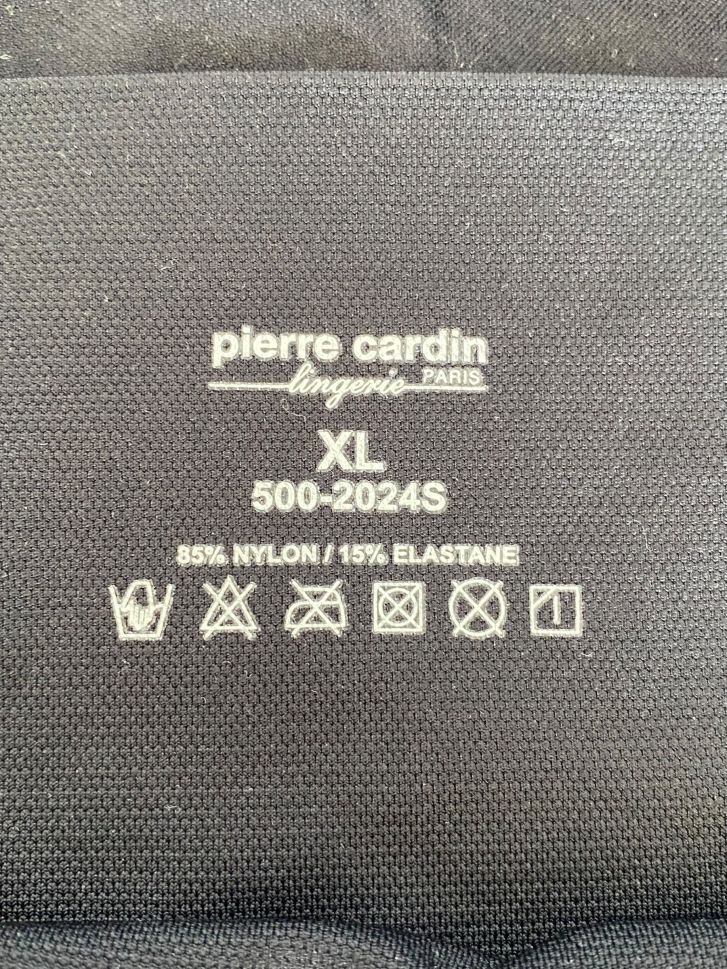 pierre cardin
lingerie PARIS
XL
500-2024S
85% NYLON / 15% ELASTANE